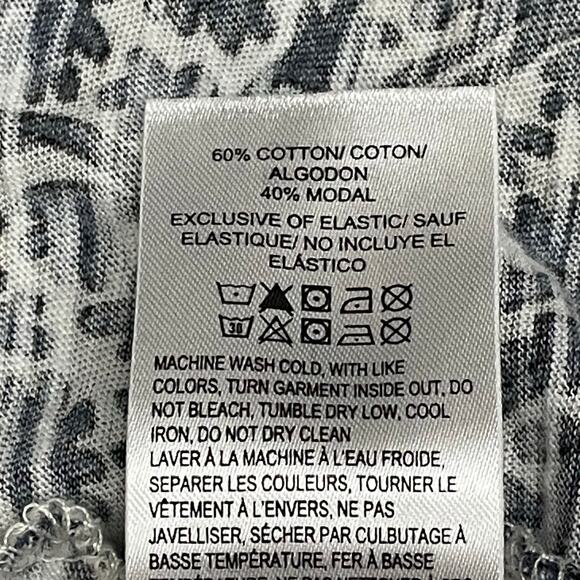 60% COTTON/ COTON/
ALGODON
40% MODAL
EXCLUSIVE OF ELASTIC/ SAUF
ELASTIQUE/ NO INCLUYE EL
ELÁSTICO
30
MACHINE WASH COLD, WITH LIKE
COLORS, TURN GARMENT INSIDE OUT, DO
NOT BLEACH, TUMBLE DRY LOW, COOL
IRON, DO NOT DRY CLEAN
LAVER À LA MACHINE À L'EAU FROIDE,
SEPARER LES COULEURS, TOURNER LE
VÊTEMENT À L'ENVERS, NE PAS
JAVELLISER, SÉCHER PAR CULBUTAGE À
BASSE TEMPÉRATURE, FER À BASSE